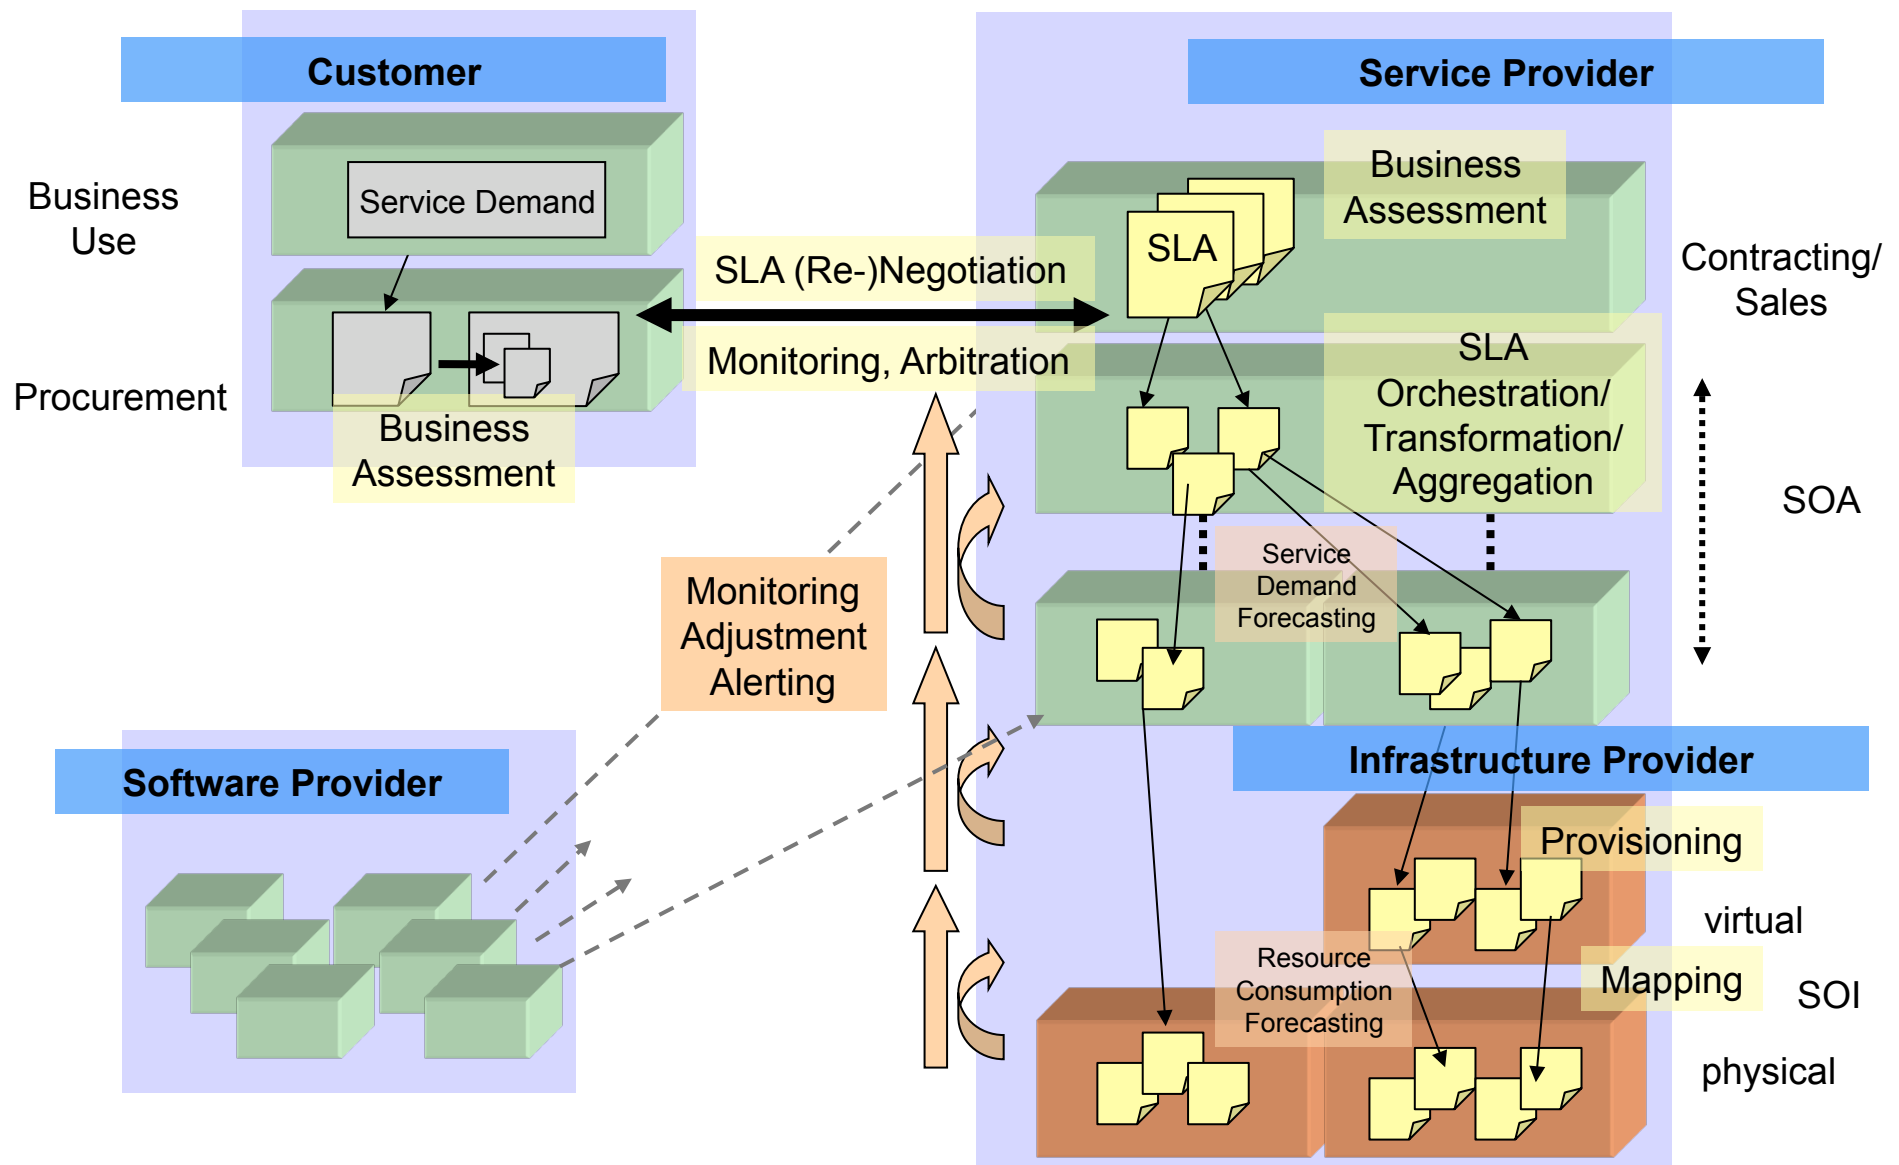 Customer
Service Provider
Business
Use
Service Demand
Procurement
Business
Assessment
SLA (Re-)Negotiation
Monitoring, Arbitration
SLA
Business
Assessment
Contracting/
Sales
SLA
Orchestration/
Transformation/
Aggregation
SOA
Service
Demand
Forecasting
Monitoring
Adjustment
Alerting
Software Provider
Infrastructure Provider
Provisioning
virtual
Resource
Consumption
Forecasting
Mapping
SOI
physical